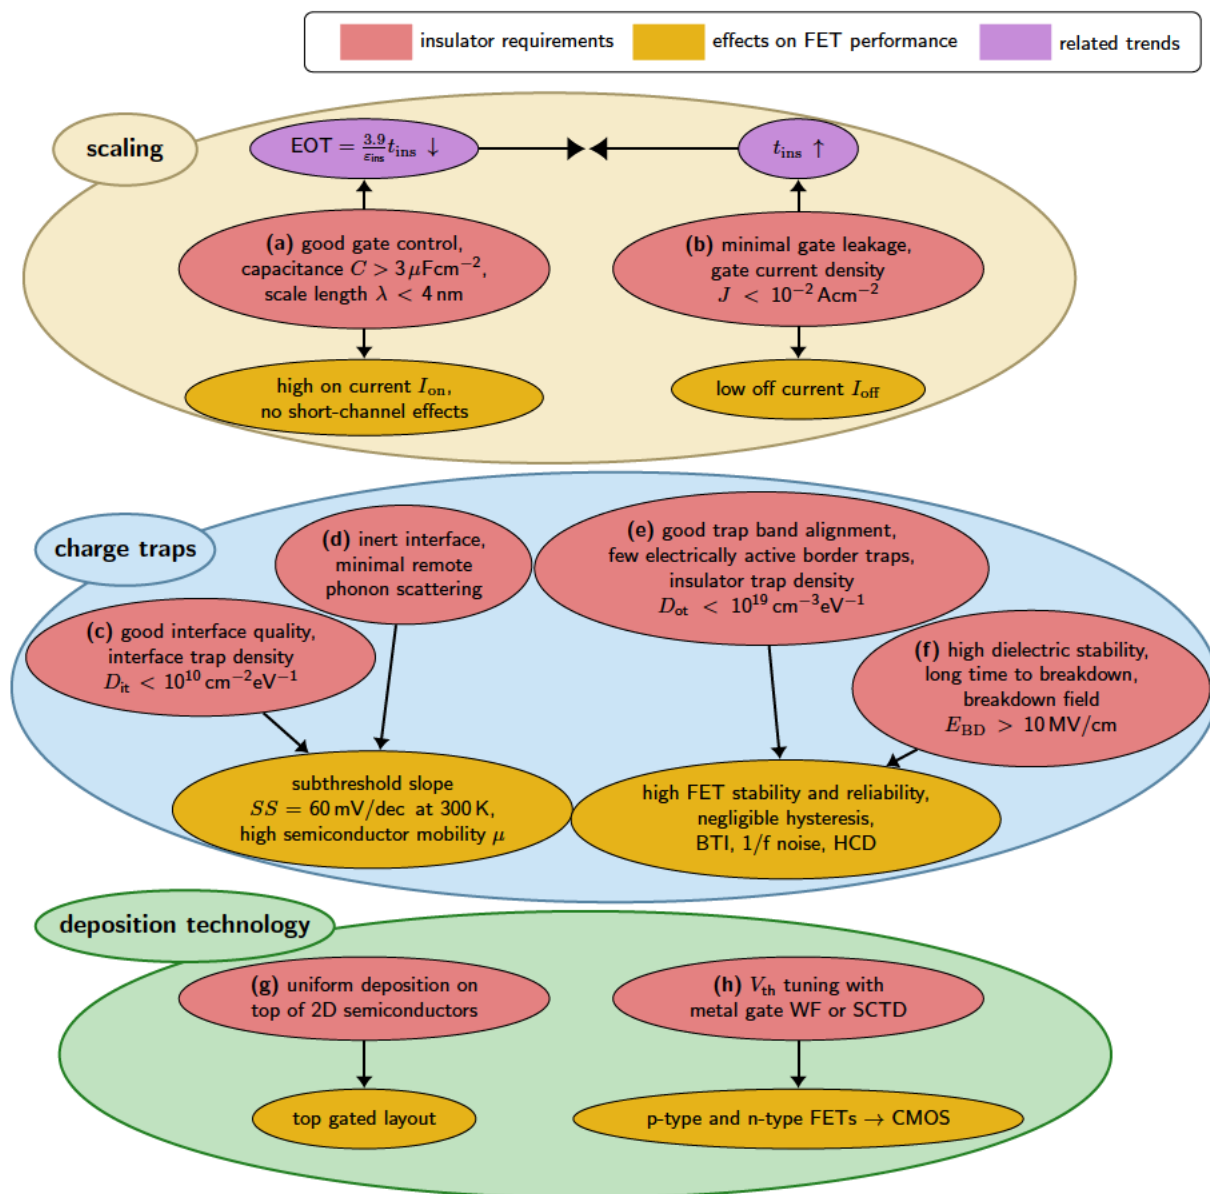 insulator requirements
effects on FET performance
related trends
scaling
EOT = 3.9/εins tins ↓
tins ↑
(a) good gate control,
capacitance C > 3 μFcm−2,
scale length λ < 4 nm
(b) minimal gate leakage,
gate current density
J < 10−2 Acm−2
high on current Ion,
no short-channel effects
low off current Ioff
charge traps
(d) inert interface,
minimal remote
phonon scattering
(e) good trap band alignment,
few electrically active border traps,
insulator trap density
Dot < 1019 cm−3eV−1
(c) good interface quality,
interface trap density
Dit < 1010 cm−2eV−1
(f) high dielectric stability,
long time to breakdown,
breakdown field
EBD > 10 MV/cm
subthreshold slope
SS = 60 mV/dec at 300 K,
high semiconductor mobility μ
high FET stability and reliability,
negligible hysteresis,
BTI, 1/f noise, HCD
deposition technology
(g) uniform deposition on
top of 2D semiconductors
(h) Vth tuning with
metal gate WF or SCTD
top gated layout
p-type and n-type FETs → CMOS